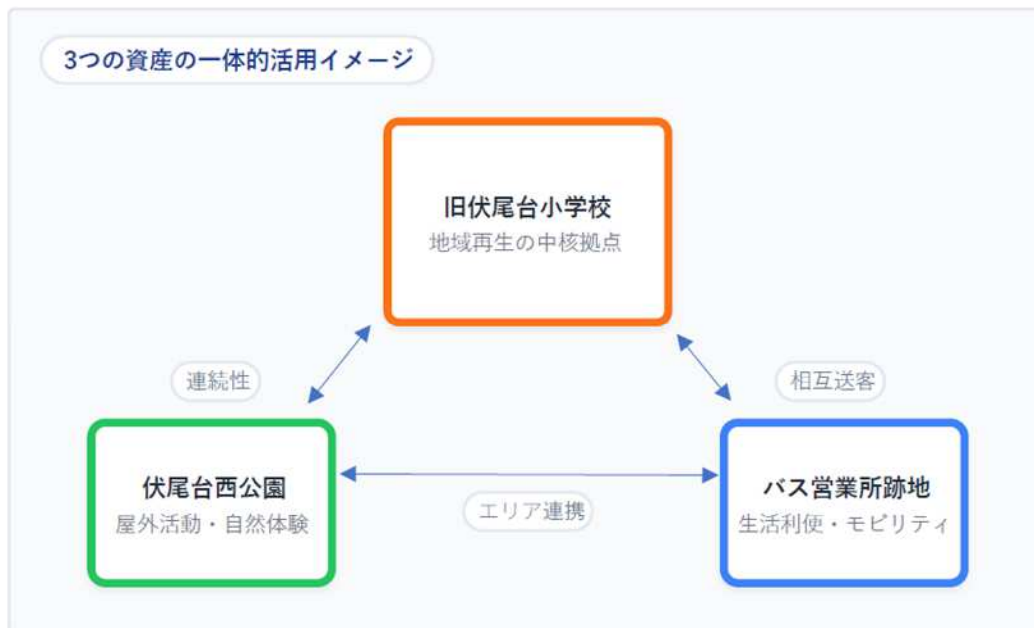 3つの資産の一体的活用イメージ
旧伏尾台小学校
地域再生の中核拠点
連続性
相互送客
伏尾台西公園
屋外活動・自然体験
エリア連携
バス営業所跡地
生活利便・モビリティ